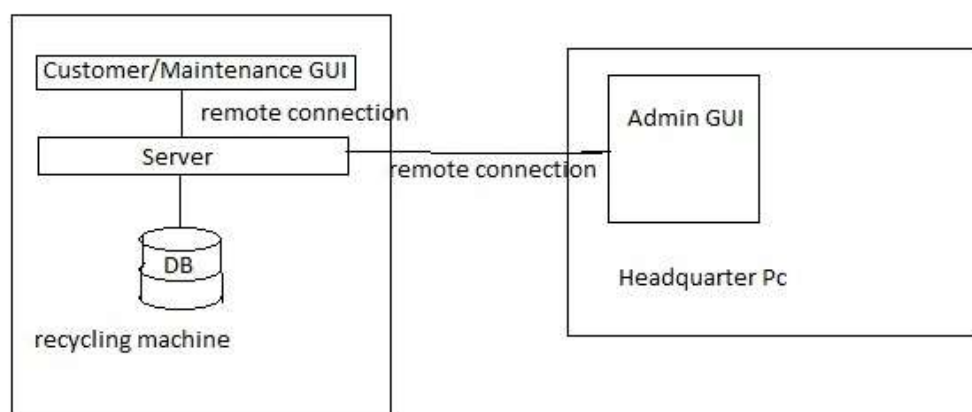 Customer/Maintenance GUI
remote connection
Server
DB
recycling machine
remote connection
Admin GUI
Headquarter Pc